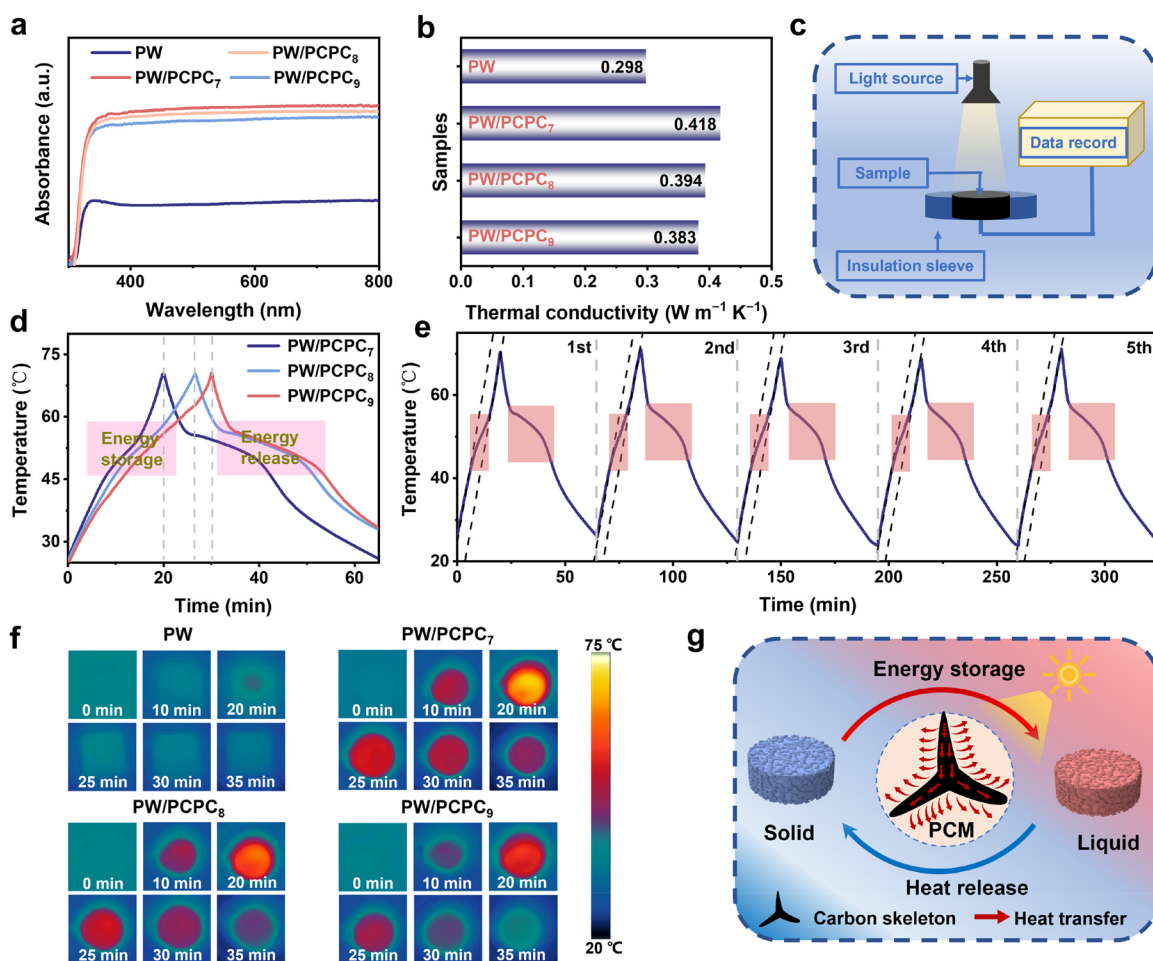 a
PW
PW/PCPC₈
PW/PCPC₇
PW/PCPC₉
Absorbance (a.u.)
400
600
800
Wavelength (nm)
b
PW
0.298
PW/PCPC₇
0.418
PW/PCPC₈
0.394
PW/PCPC₉
0.383
Samples
0.0
0.1
0.2
0.3
0.4
0.5
Thermal conductivity (W m⁻¹ K⁻¹)
c
Light source
Data record
Sample
Insulation sleeve
d
PW/PCPC₇
PW/PCPC₈
PW/PCPC₉
Energy
storage
Energy
release
Temperature (℃)
75
60
45
30
0
20
40
60
Time (min)
e
1st
2nd
3rd
4th
5th
Temperature (℃)
80
60
40
20
0
50
100
150
200
250
300
Time (min)
f
PW
0 min
10 min
20 min
25 min
30 min
35 min
PW/PCPC₇
0 min
10 min
20 min
25 min
30 min
35 min
PW/PCPC₈
0 min
10 min
20 min
25 min
30 min
35 min
PW/PCPC₉
0 min
10 min
20 min
25 min
30 min
35 min
75 ℃
20 ℃
g
Energy storage
Solid
PCM
Liquid
Heat release
Carbon skeleton
Heat transfer